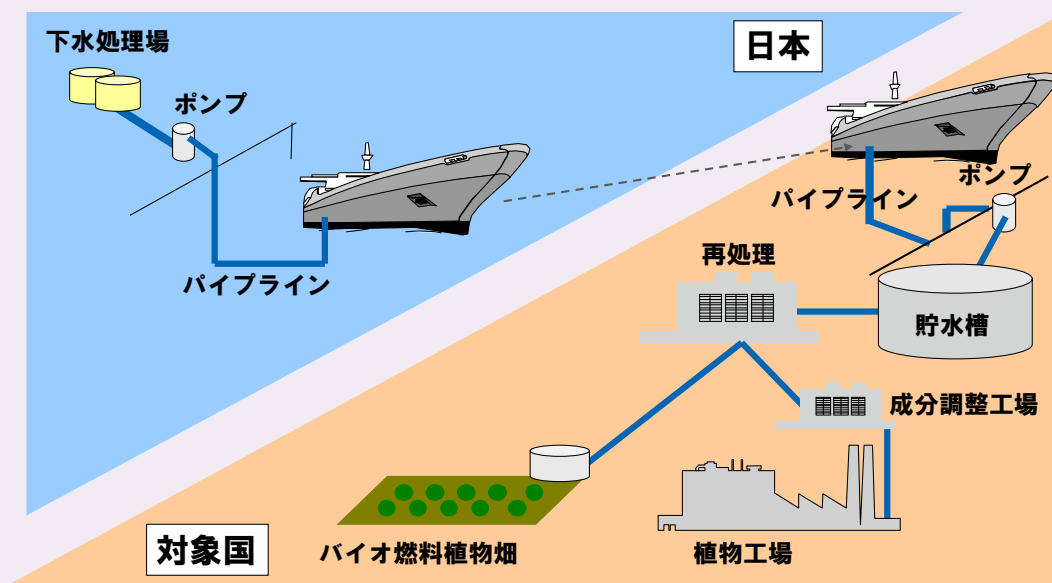 下水処理場
日本
ポンプ
パイプライン
ポンプ
パイプライン
再処理
貯水槽
成分調整工場
対象国
バイオ燃料植物畑
植物工場